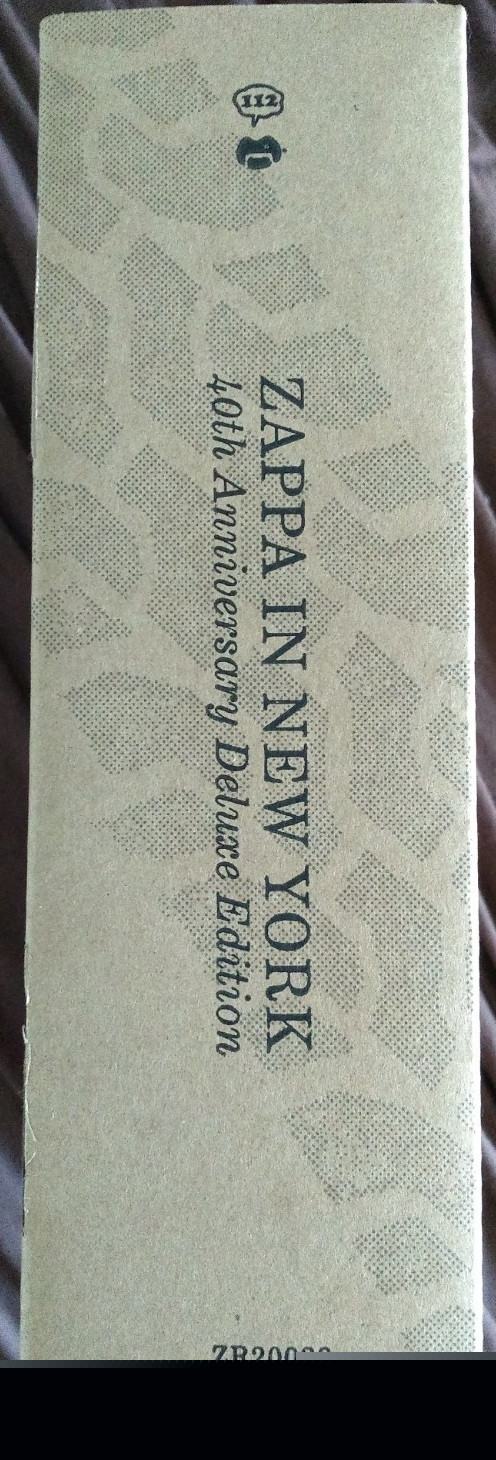 112
ZAPPA IN NEW YORK
40th Anniversary Deluxe Edition